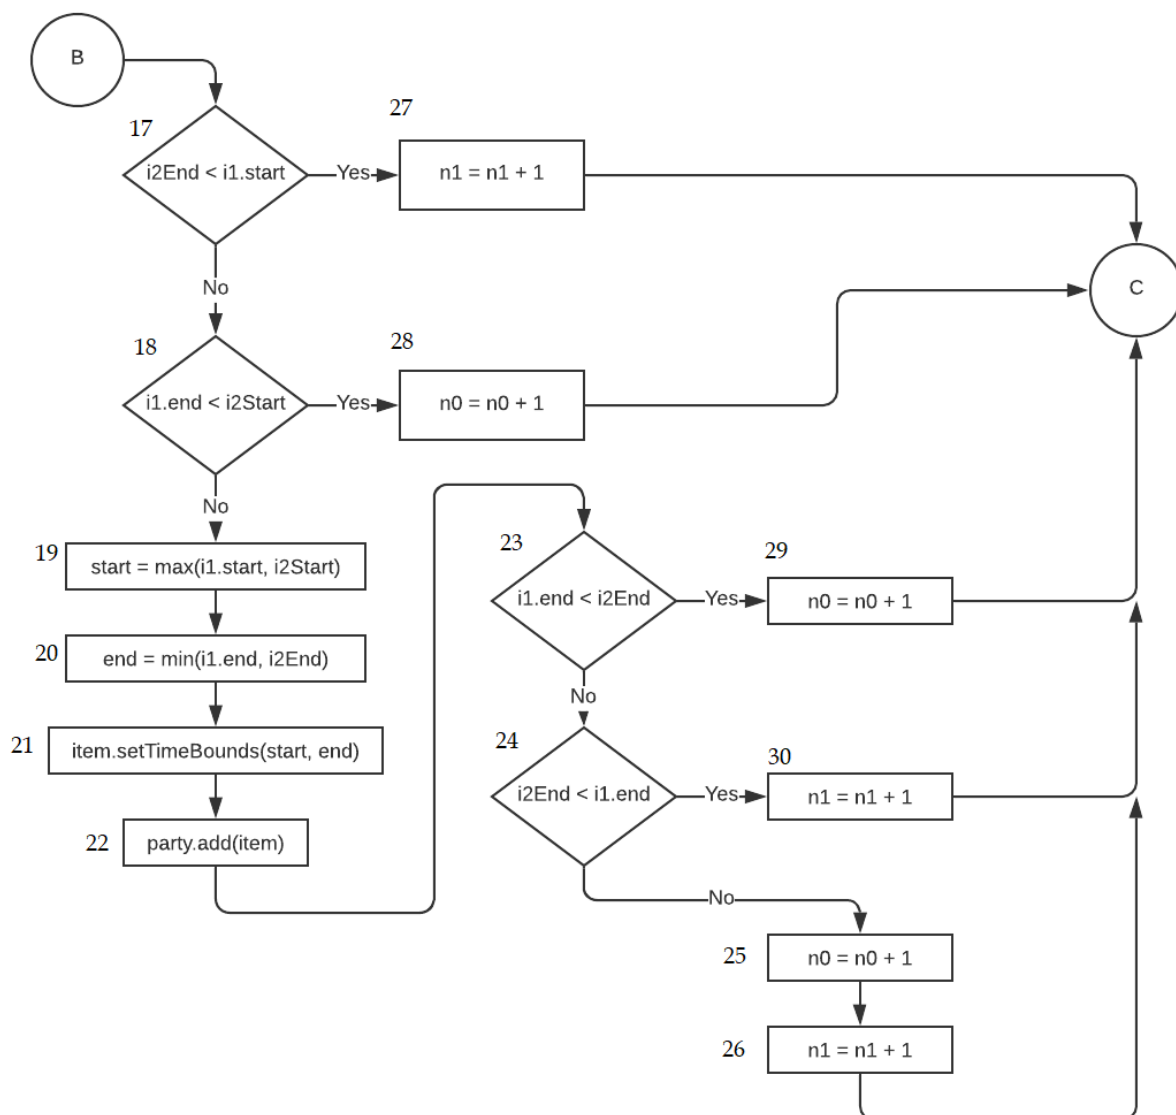 B
17
i2End < i1.start
Yes
27
n1 = n1 + 1
No
C
18
i1.end < i2Start
Yes
28
n0 = n0 + 1
No
19
start = max(i1.start, i2Start)
20
end = min(i1.end, i2End)
21
item.setTimeBounds(start, end)
22
party.add(item)
23
i1.end < i2End
Yes
29
n0 = n0 + 1
No
24
i2End < i1.end
Yes
30
n1 = n1 + 1
No
25
n0 = n0 + 1
26
n1 = n1 + 1